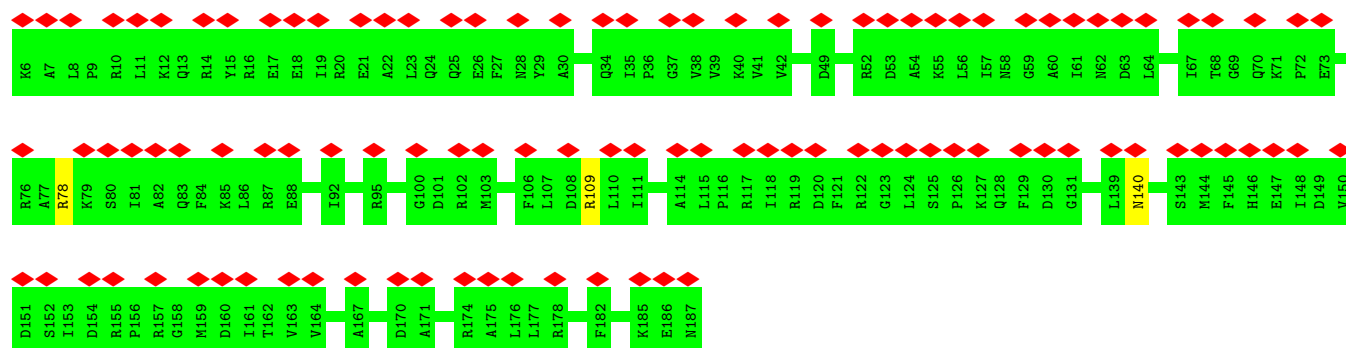 K6 A7 L8 P9 R10 L11 K12 Q13 R14 Y15 R16 E17 E18 I19 R20 E21 A22 L23 Q24 Q25 E26 F27 N28 Y29 A30 Q34 I35 P36 G37 V38 V39 K40 V41 V42 D49 R52 D53 A54 K55 L56 I57 N58 G59 A60 I61 N62 D63 L64 I67 T68 G69 Q70 K71 P72 E73
R76 A77 R78 K79 S80 I81 A82 Q83 F84 K85 L86 R87 E88 I92 R95 G100 D101 R102 M103 F106 L107 D108 R109 L110 I111 A114 L115 P116 R117 I118 R119 D120 F121 R122 G123 L124 S125 P126 K127 Q128 F129 D130 G131 L139 N140 S143 M144 F145 H146 E147 I148 D149 V150
D151 S152 I153 D154 R155 P156 R157 G158 M159 D160 I161 T162 V163 V164 A167 D170 A171 R174 A175 L176 L177 R178 F182 K185 E186 N187